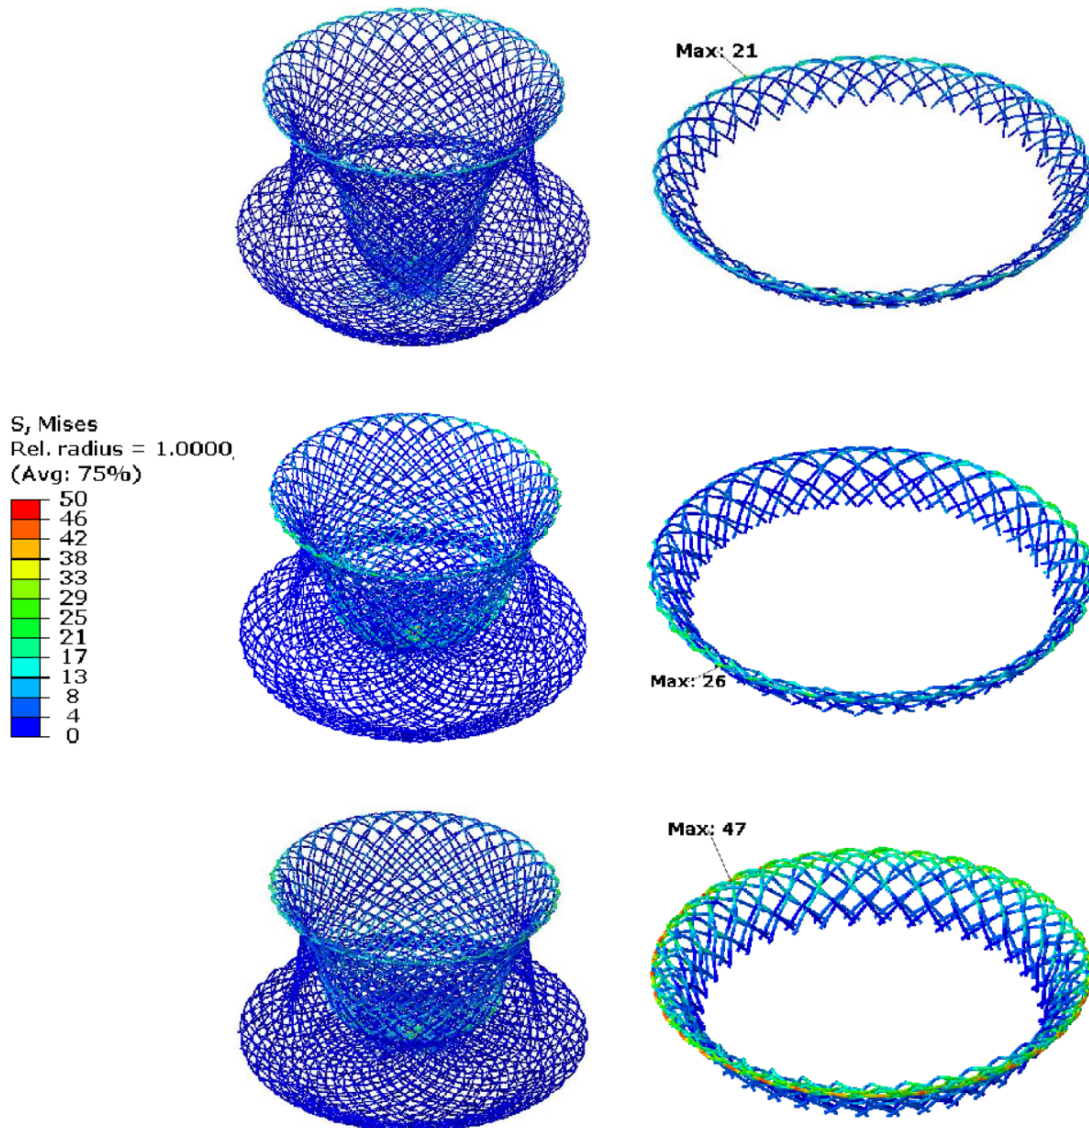 Max: 21
S, Mises
Rel. radius = 1.0000
(Avg: 75%)
50
46
42
38
33
29
25
21
17
13
8
4
0
Max: 26
Max: 47